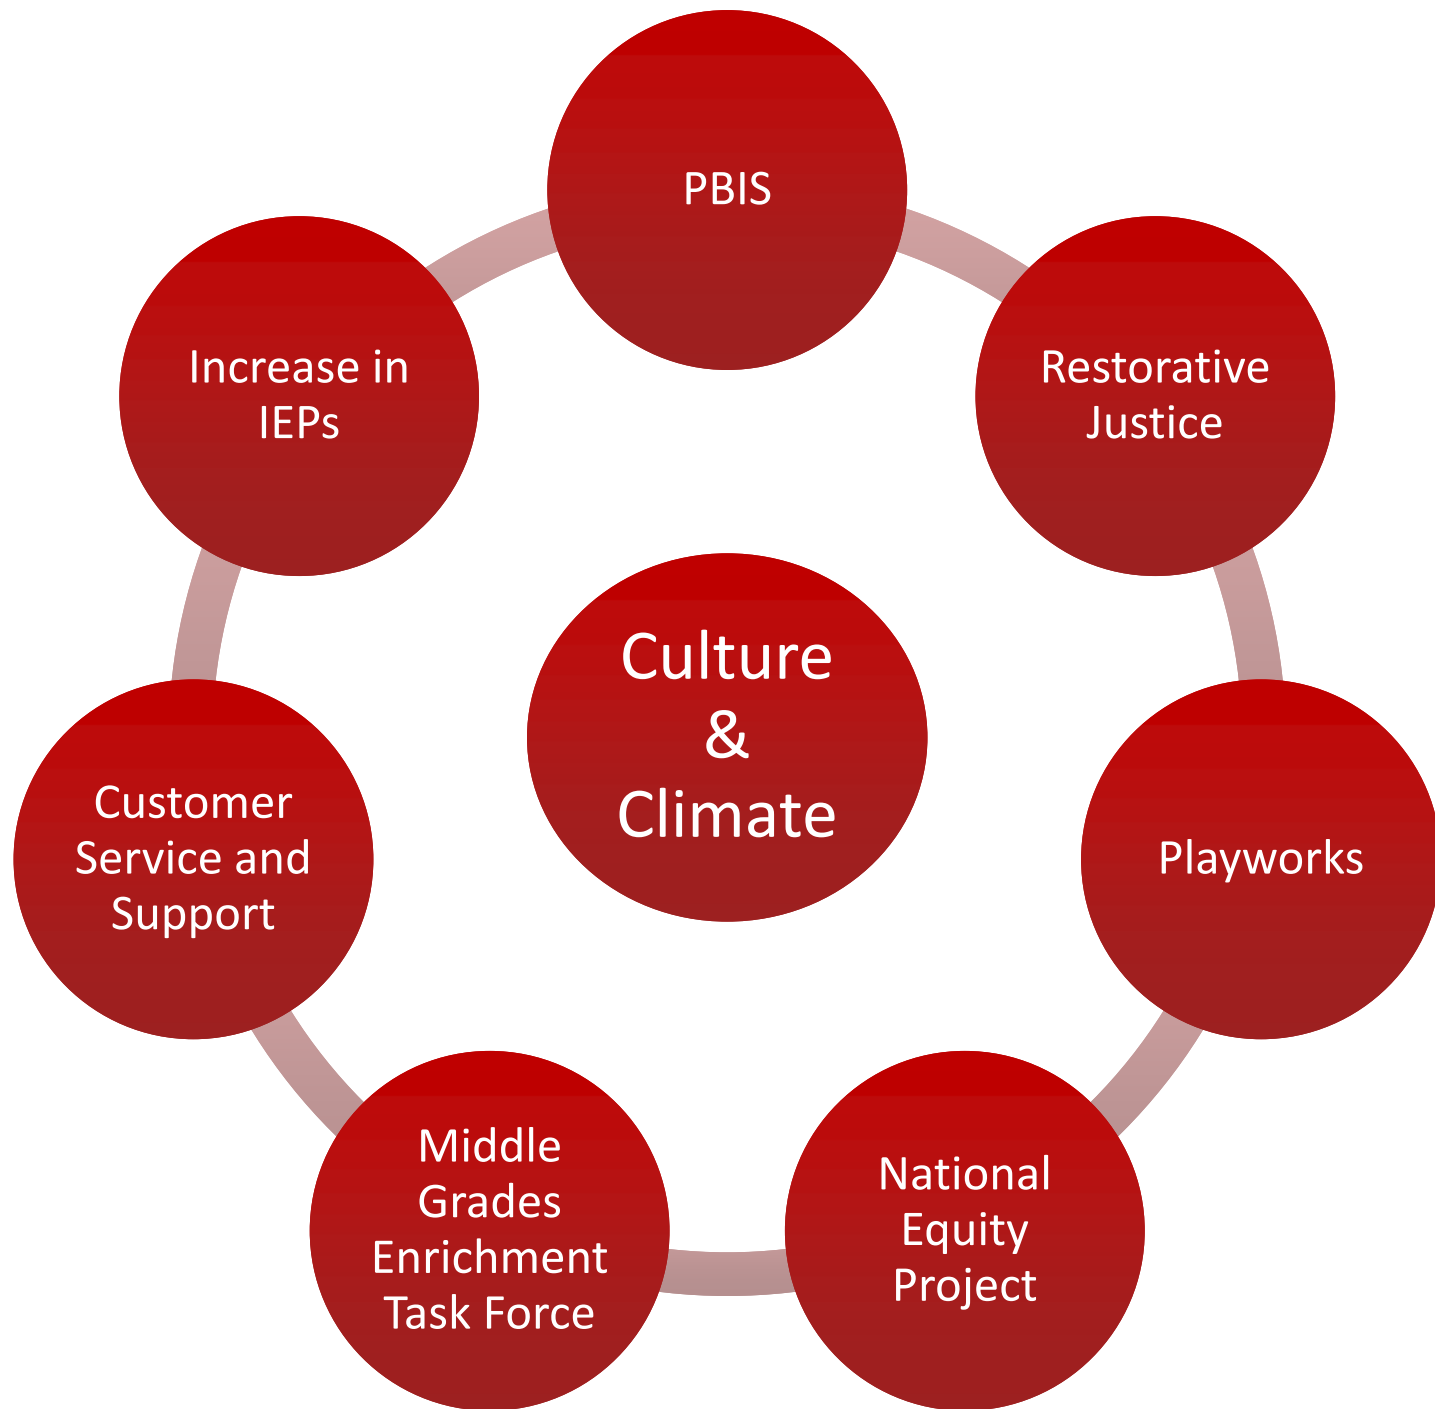 PBIS
Restorative
Justice
Playworks
National
Equity
Project
Middle
Grades
Enrichment
Task Force
Customer
Service and
Support
Increase in
IEPs
Culture
&
Climate